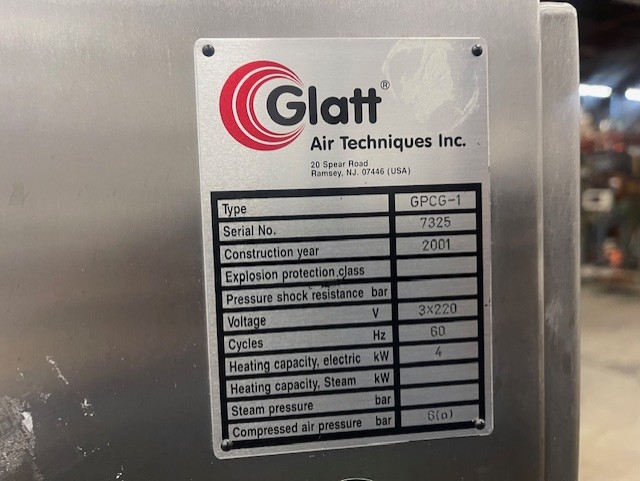 Glatt ®
Air Techniques Inc.
20 Spear Road
Ramsey, NJ. 07446 (USA)
Type GPCG-1
Serial No. 7325
Construction year 2001
Explosion protection class
Pressure shock resistance bar
Voltage V 3x220
Cycles Hz 60
Heating capacity, electric kW 4
Heating capacity, Steam kW
Steam pressure bar
Compressed air pressure bar